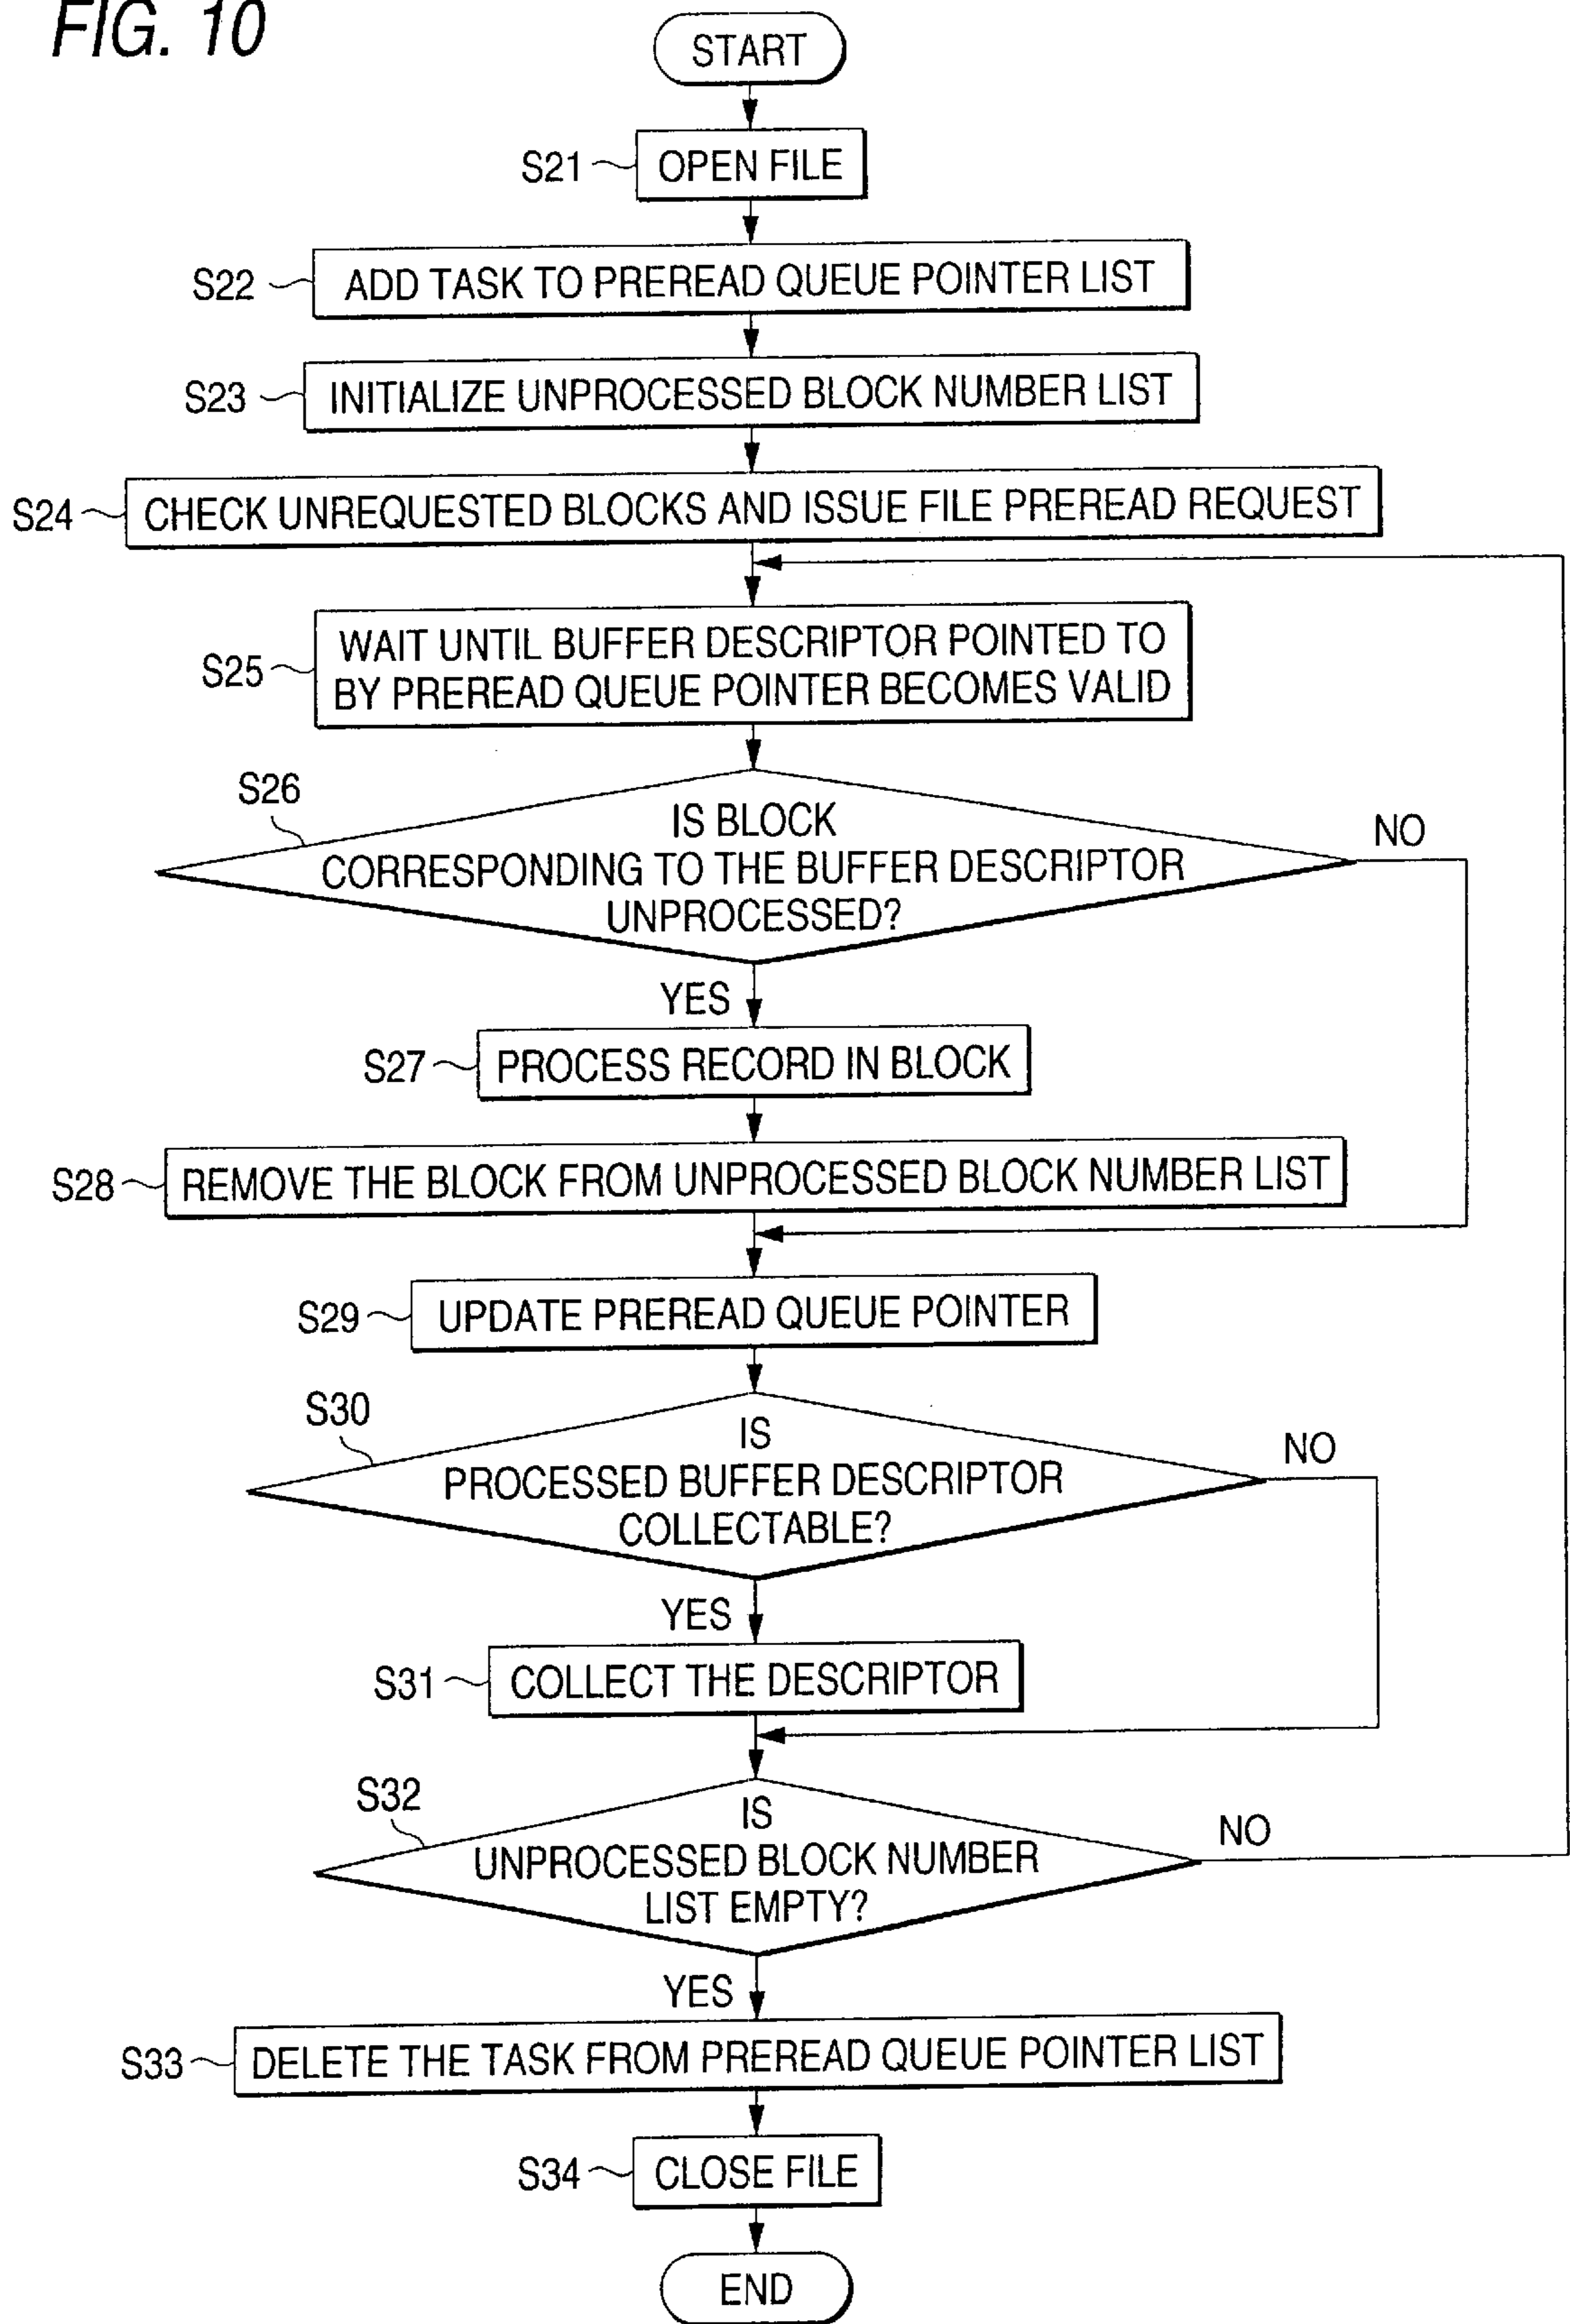 FIG. 10
START
S21
OPEN FILE
S22
ADD TASK TO PREREAD QUEUE POINTER LIST
S23
INITIALIZE UNPROCESSED BLOCK NUMBER LIST
S24
CHECK UNREQUESTED BLOCKS AND ISSUE FILE PREREAD REQUEST
S25
WAIT UNTIL BUFFER DESCRIPTOR POINTED TO
BY PREREAD QUEUE POINTER BECOMES VALID
S26
IS BLOCK
CORRESPONDING TO THE BUFFER DESCRIPTOR
UNPROCESSED?
NO
YES
S27
PROCESS RECORD IN BLOCK
S28
REMOVE THE BLOCK FROM UNPROCESSED BLOCK NUMBER LIST
S29
UPDATE PREREAD QUEUE POINTER
S30
IS
PROCESSED BUFFER DESCRIPTOR
COLLECTABLE?
NO
YES
S31
COLLECT THE DESCRIPTOR
S32
IS
UNPROCESSED BLOCK NUMBER
LIST EMPTY?
NO
YES
S33
DELETE THE TASK FROM PREREAD QUEUE POINTER LIST
S34
CLOSE FILE
END